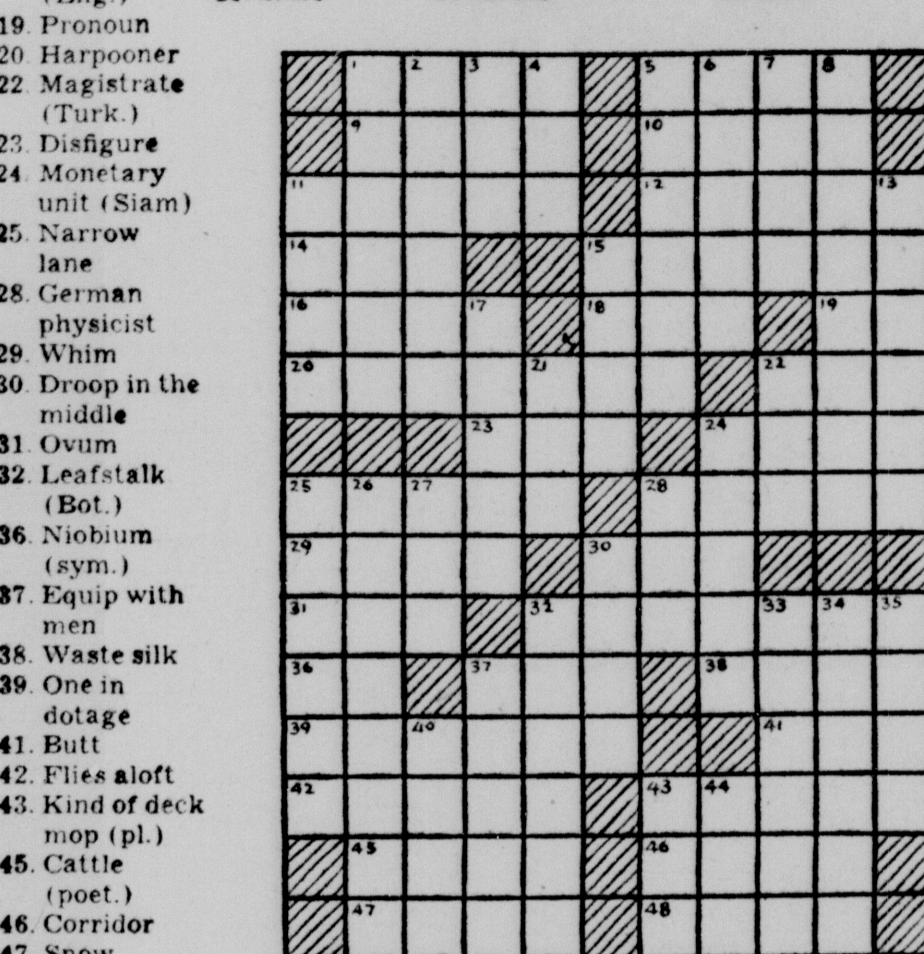 (Eng.)
19. Pronoun
20. Harpooner
22. Magistrate
(Turk.)
23. Disfigure
24. Monetary
unit (Siam)
25. Narrow
lane
28. German
physicist
29. Whim
30. Droop in the
middle
31. Ovum
32. Leafstalk
(Bot.)
36. Niobium
(sym.)
37. Equip with
men
38. Waste silk
39. One in
dotage
41. Butt
42. Flies aloft
43. Kind of deck
mop (pl.)
45. Cattle
(poet.)
46. Corridor
47. Snow
1 2 3 4 5 6 7 8
9 10
11 12 13
14 15
16 17 18 19
20 21 22
23 24
25 26 27 28
29 30
31 32 33 34 35
36 37 38
39 40 41
42 43 44
45 46
47 48